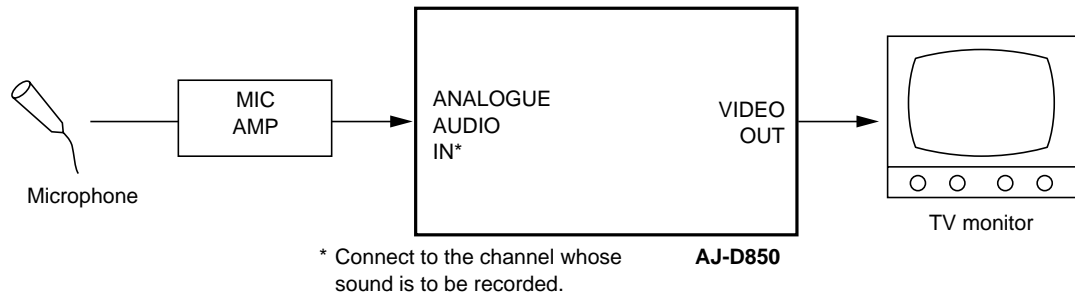 MIC
AMP
ANALOGUE
AUDIO
IN*
VIDEO
OUT
Microphone
TV monitor
* Connect to the channel whose
sound is to be recorded.
AJ-D850